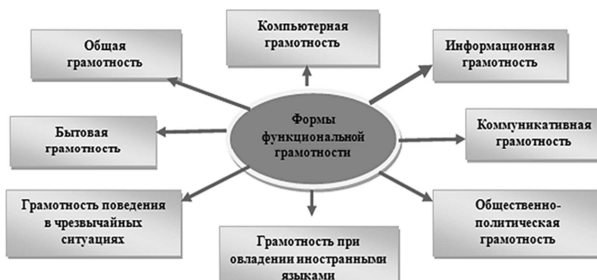 Компьютерная
грамотность
Общая
грамотность
Информационная
грамотность
Формы
функциональной
грамотности
Бытовая
грамотность
Коммуникативная
грамотность
Грамотность поведения
в чрезвычайных
ситуациях
Грамотность при
овладении иностранными
языками
Общественно-
политическая
грамотность